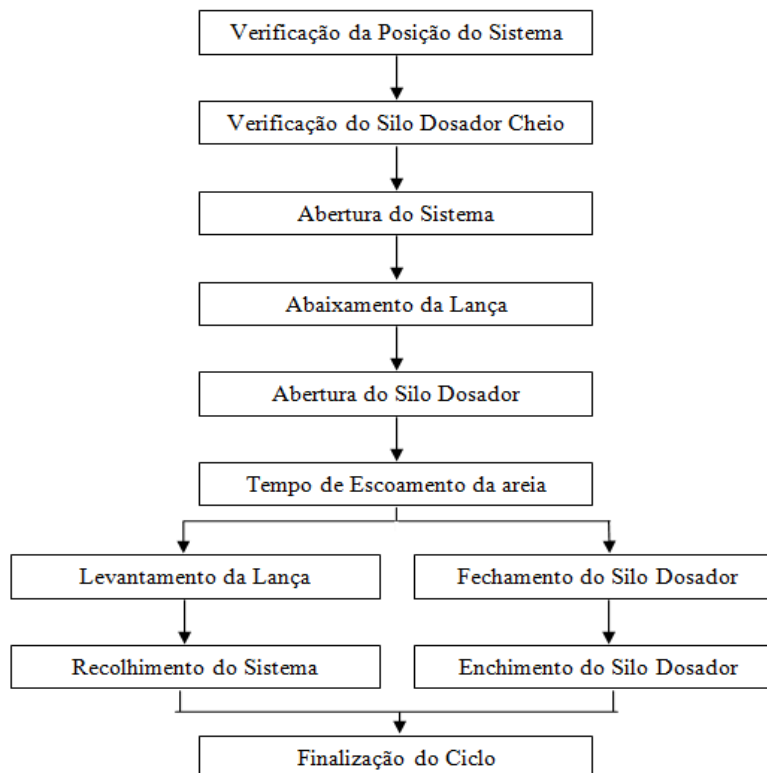 Verificação da Posição do Sistema
Verificação do Silo Dosador Cheio
Abertura do Sistema
Abaixamento da Lança
Abertura do Silo Dosador
Tempo de Escoamento da areia
Levantamento da Lança
Fechamento do Silo Dosador
Recolhimento do Sistema
Enchimento do Silo Dosador
Finalização do Ciclo